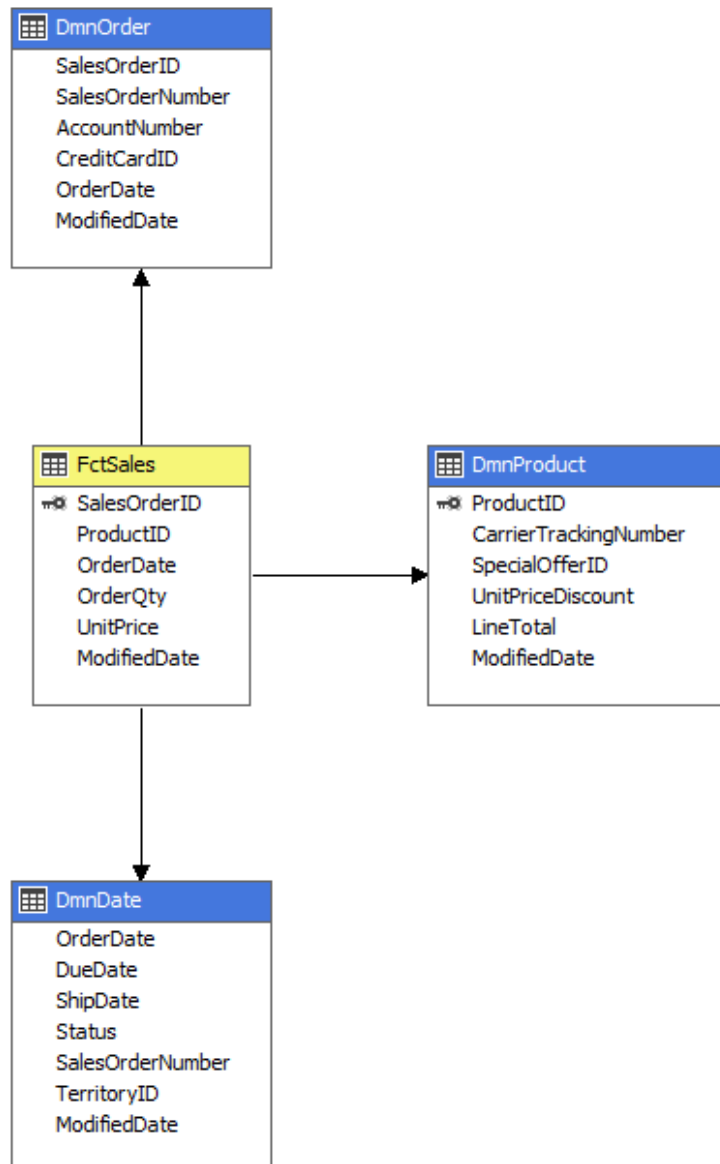 DmnOrder
SalesOrderID
SalesOrderNumber
AccountNumber
CreditCardID
OrderDate
ModifiedDate
FctSales
SalesOrderID
ProductID
OrderDate
OrderQty
UnitPrice
ModifiedDate
DmnProduct
ProductID
CarrierTrackingNumber
SpecialOfferID
UnitPriceDiscount
LineTotal
ModifiedDate
DmnDate
OrderDate
DueDate
ShipDate
Status
SalesOrderNumber
TerritoryID
ModifiedDate